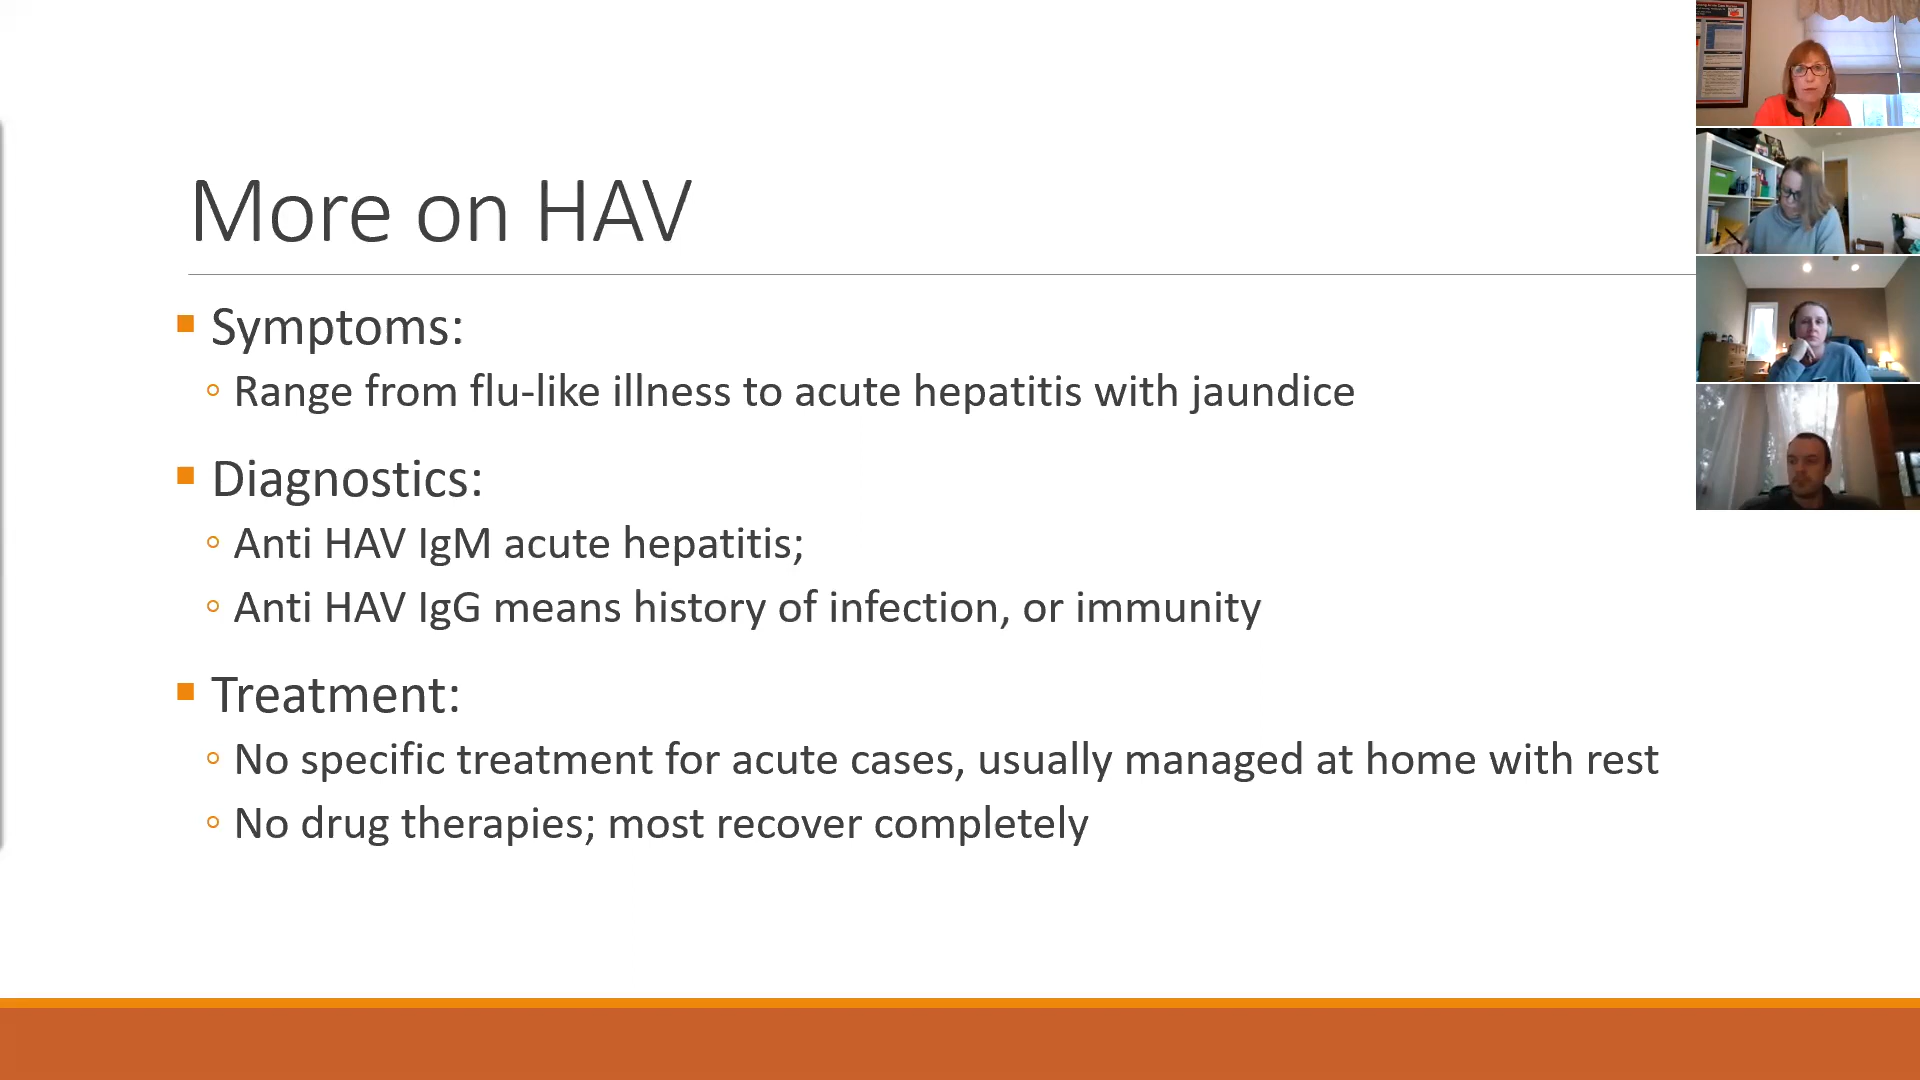 More on HAV
Symptoms:
Range from flu-like illness to acute hepatitis with jaundice
Diagnostics:
Anti HAV IgM acute hepatitis;
Anti HAV IgG means history of infection, or immunity
Treatment:
No specific treatment for acute cases, usually managed at home with rest
No drug therapies; most recover completely